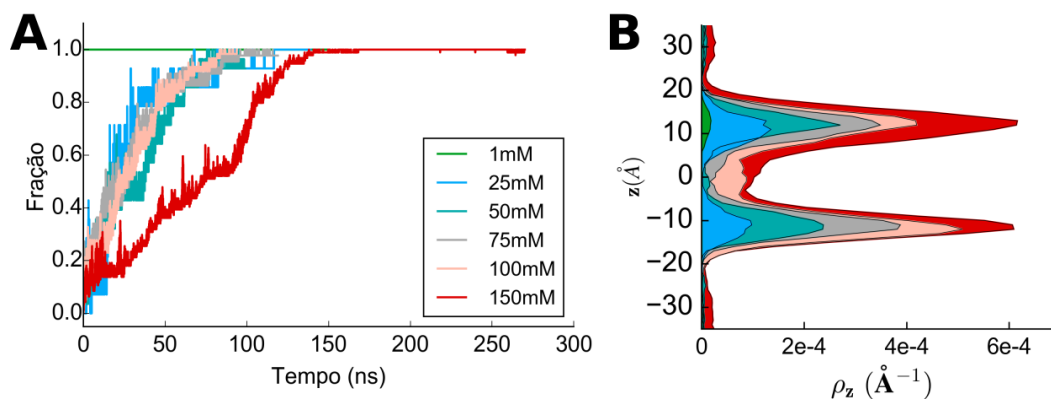 A
Fração
1.0
0.8
0.6
0.4
0.2
0.0
0 50 100 150 200 250 300
Tempo (ns)
1mM
25mM
50mM
75mM
100mM
150mM
B
z(Å)
30
20
10
0
−10
−20
−30
0 2e-4 4e-4 6e-4
ρz (Å−1)